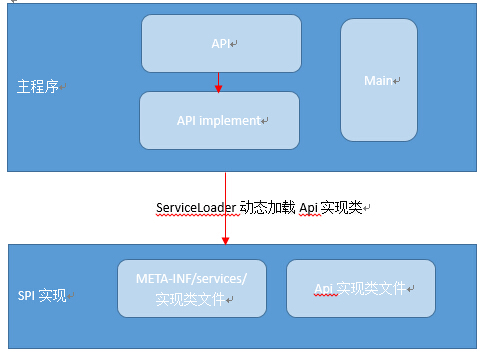 主程序
API
API implement
Main
ServiceLoader 动态加载 Api 实现类
SPI 实现
META-INF/services/
实现类文件
Api 实现类文件